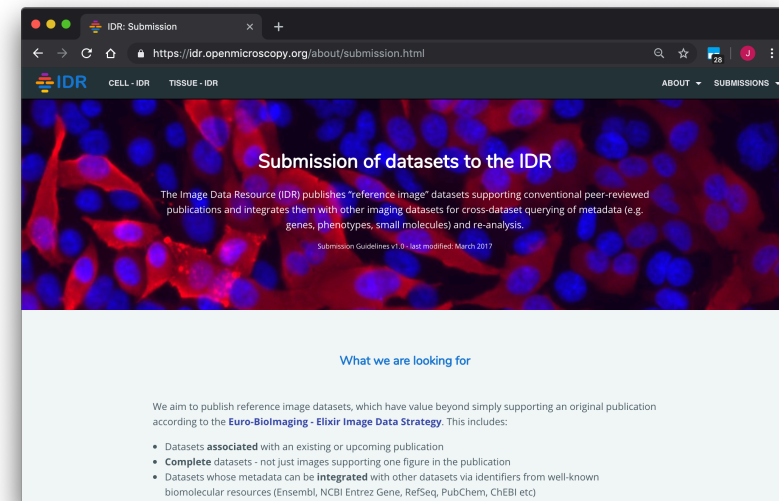 IDR: Submission
https://idr.openmicroscopy.org/about/submission.html
28
J
IDR CELL - IDR TISSUE - IDR ABOUT SUBMISSIONS
Submission of datasets to the IDR
The Image Data Resource (IDR) publishes “reference image” datasets supporting conventional peer-reviewed
publications and integrates them with other imaging datasets for cross-dataset querying of metadata (e.g.
genes, phenotypes, small molecules) and re-analysis.
Submission Guidelines v1.0 - last modified: March 2017
What we are looking for
We aim to publish reference image datasets, which have value beyond simply supporting an original publication
according to the Euro-BioImaging - Elixir Image Data Strategy. This includes:
• Datasets associated with an existing or upcoming publication
• Complete datasets - not just images supporting one figure in the publication
• Datasets whose metadata can be integrated with other datasets via identifiers from well-known
biomolecular resources (Ensembl, NCBI Entrez Gene, RefSeq, PubChem, ChEBI etc)